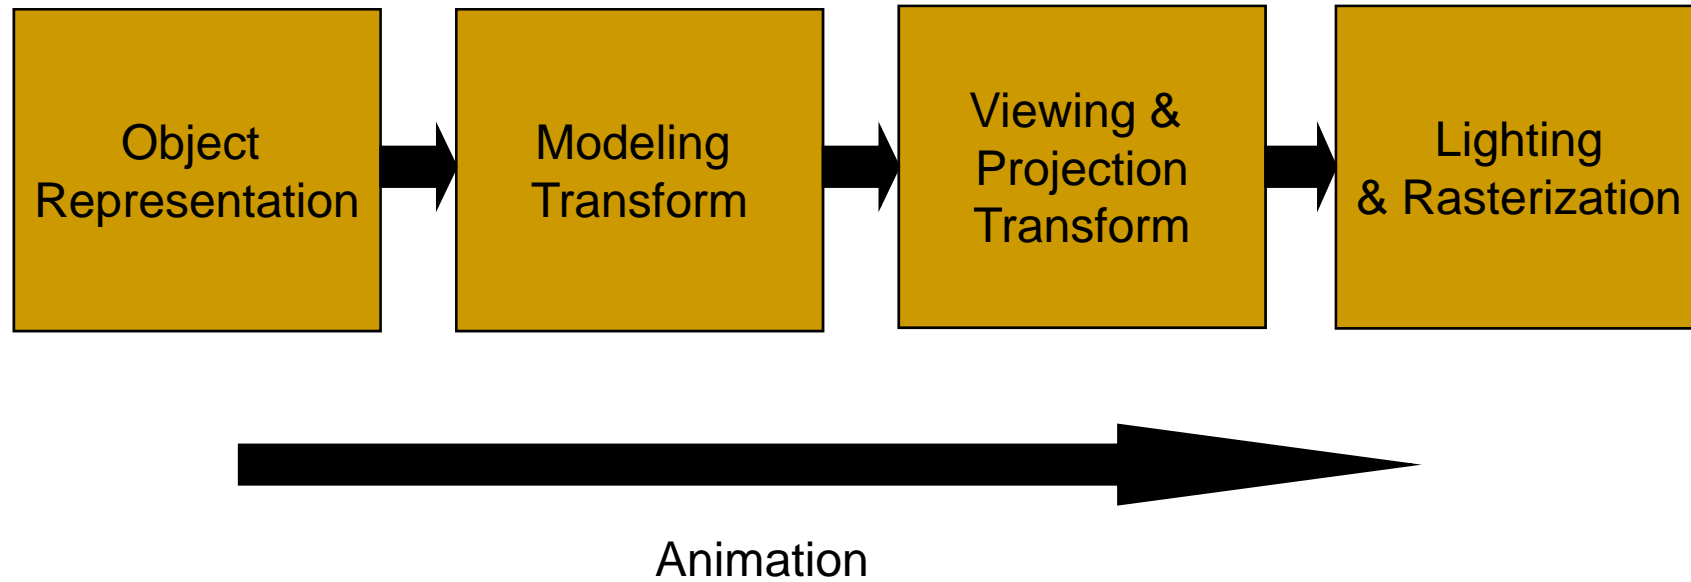 Object
Representation
Modeling
Transform
Viewing &
Projection
Transform
Lighting
& Rasterization
Animation